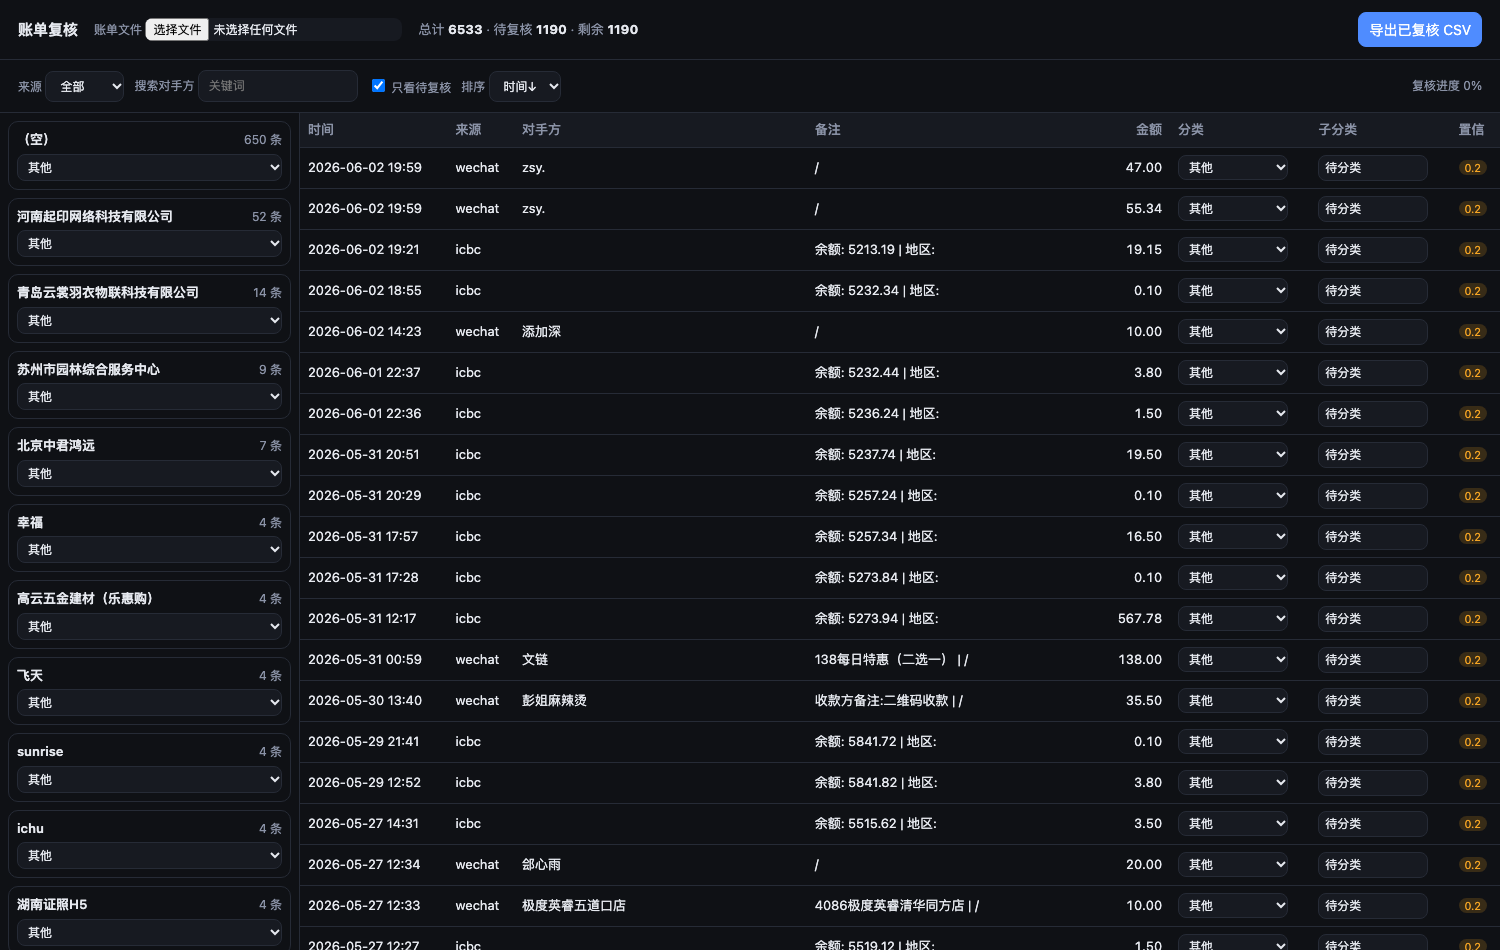 账单复核 账单文件 选择文件 未选择任何文件 总计 6533 · 待复核 1190 · 剩余 1190 导出已复核 CSV
来源 全部 搜索对手方 关键词 只看待复核 排序 时间↓ 复核进度 0%
（空） 650 条
其他
河南起印网络科技有限公司 52 条
其他
青岛云裳羽衣物联科技有限公司 14 条
其他
苏州市园林综合服务中心 9 条
其他
北京中君鸿远 7 条
其他
幸福 4 条
其他
高云五金建材（乐惠购） 4 条
其他
飞天 4 条
其他
sunrise 4 条
其他
ichu 4 条
其他
湖南证照H5 4 条
其他
时间 来源 对手方 备注 金额 分类 子分类 置信
2026-06-02 19:59 wechat zsy. / 47.00 其他 待分类 0.2
2026-06-02 19:59 wechat zsy. / 55.34 其他 待分类 0.2
2026-06-02 19:21 icbc 余额: 5213.19 | 地区: 19.15 其他 待分类 0.2
2026-06-02 18:55 icbc 余额: 5232.34 | 地区: 0.10 其他 待分类 0.2
2026-06-02 14:23 wechat 添加深 / 10.00 其他 待分类 0.2
2026-06-01 22:37 icbc 余额: 5232.44 | 地区: 3.80 其他 待分类 0.2
2026-06-01 22:36 icbc 余额: 5236.24 | 地区: 1.50 其他 待分类 0.2
2026-05-31 20:51 icbc 余额: 5237.74 | 地区: 19.50 其他 待分类 0.2
2026-05-31 20:29 icbc 余额: 5257.24 | 地区: 0.10 其他 待分类 0.2
2026-05-31 17:57 icbc 余额: 5257.34 | 地区: 16.50 其他 待分类 0.2
2026-05-31 17:28 icbc 余额: 5273.84 | 地区: 0.10 其他 待分类 0.2
2026-05-31 12:17 icbc 余额: 5273.94 | 地区: 567.78 其他 待分类 0.2
2026-05-31 00:59 wechat 文链 138每日特惠（二选一） | / 138.00 其他 待分类 0.2
2026-05-30 13:40 wechat 彭姐麻辣烫 收款方备注:二维码收款 | / 35.50 其他 待分类 0.2
2026-05-29 21:41 icbc 余额: 5841.72 | 地区: 0.10 其他 待分类 0.2
2026-05-29 12:52 icbc 余额: 5841.82 | 地区: 3.80 其他 待分类 0.2
2026-05-27 14:31 icbc 余额: 5515.62 | 地区: 3.50 其他 待分类 0.2
2026-05-27 12:34 wechat 郐心雨 / 20.00 其他 待分类 0.2
2026-05-27 12:33 wechat 极度英睿五道口店 4086极度英睿清华同方店 | / 10.00 其他 待分类 0.2
2026-05-27 12:27 icbc 余额: 5519.12 | 地区: 1.50 其他 待分类 0.2